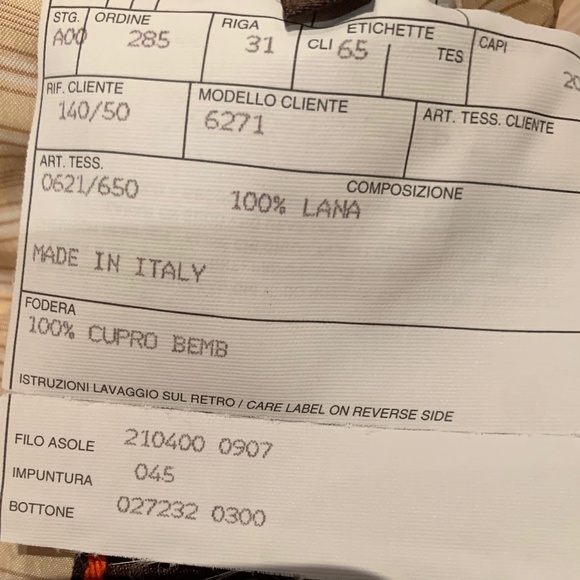 STG. ORDINE RIGA ETICHETTE CAPI
A00 285 31 CLI 65 TES 20
RIF. CLIENTE MODELLO CLIENTE ART. TESS. CLIENTE
140/50 6271
ART. TESS. COMPOSIZIONE
0621/650 100% LANA
MADE IN ITALY
FODERA
100% CUPRO BEMB
ISTRUZIONI LAVAGGIO SUL RETRO / CARE LABEL ON REVERSE SIDE
FILO ASOLE 210400 0907
IMPUNTURA 045
BOTTONE 027232 0300